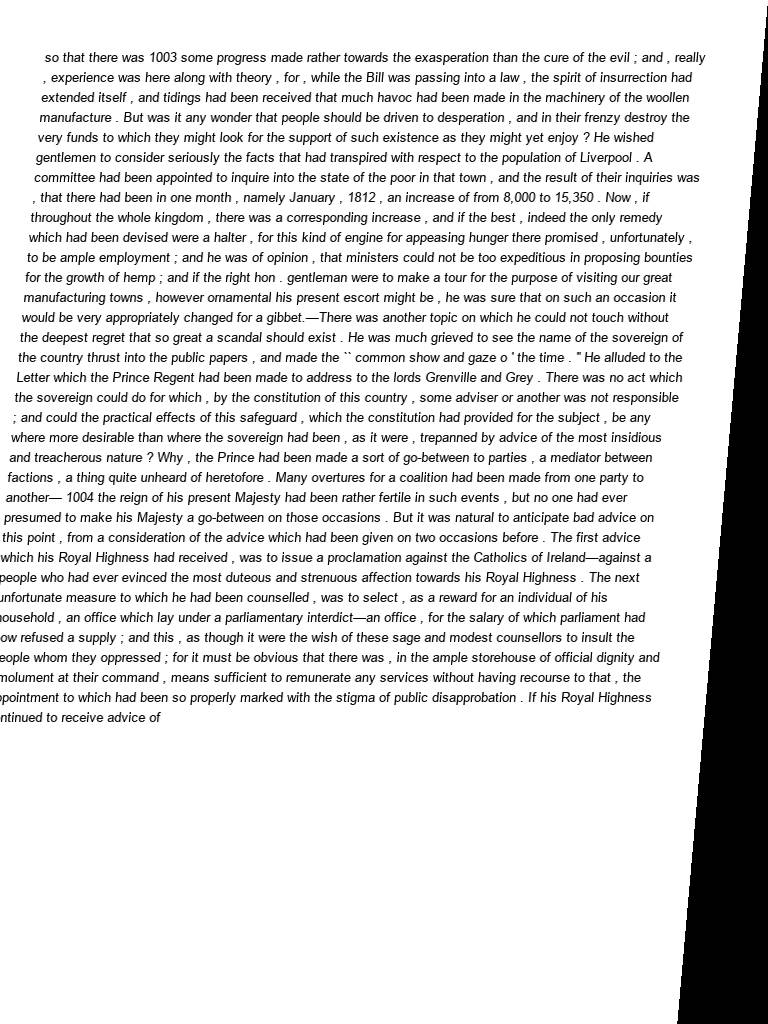 so that there was 1003 some progress made rather towards the exasperation than the cure of the evil ; and , really
, experience was here along with theory , for , while the Bill was passing into a law , the spirit of insurrection had
extended itself , and tidings had been received that much havoc had been made in the machinery of the woollen
manufacture . But was it any wonder that people should be driven to desperation , and in their frenzy destroy the
very funds to which they might look for the support of such existence as they might yet enjoy ? He wished
gentlemen to consider seriously the facts that had transpired with respect to the population of Liverpool . A
committee had been appointed to inquire into the state of the poor in that town , and the result of their inquiries was
, that there had been in one month , namely January , 1812 , an increase of from 8,000 to 15,350 . Now , if
throughout the whole kingdom , there was a corresponding increase , and if the best , indeed the only remedy
which had been devised were a halter , for this kind of engine for appeasing hunger there promised , unfortunately ,
to be ample employment ; and he was of opinion , that ministers could not be too expeditious in proposing bounties
for the growth of hemp ; and if the right hon . gentleman were to make a tour for the purpose of visiting our great
manufacturing towns , however ornamental his present escort might be , he was sure that on such an occasion it
would be very appropriately changed for a gibbet.—There was another topic on which he could not touch without
the deepest regret that so great a scandal should exist . He was much grieved to see the name of the sovereign of
the country thrust into the public papers , and made the `` common show and gaze o ' the time . " He alluded to the
Letter which the Prince Regent had been made to address to the lords Grenville and Grey . There was no act which
the sovereign could do for which , by the constitution of this country , some adviser or another was not responsible
; and could the practical effects of this safeguard , which the constitution had provided for the subject , be any
where more desirable than where the sovereign had been , as it were , trepanned by advice of the most insidious
and treacherous nature ? Why , the Prince had been made a sort of go-between to parties , a mediator between
factions , a thing quite unheard of heretofore . Many overtures for a coalition had been made from one party to
another— 1004 the reign of his present Majesty had been rather fertile in such events , but no one had ever
presumed to make his Majesty a go-between on those occasions . But it was natural to anticipate bad advice on
this point , from a consideration of the advice which had been given on two occasions before . The first advice
which his Royal Highness had received , was to issue a proclamation against the Catholics of Ireland—against a
people who had ever evinced the most duteous and strenuous affection towards his Royal Highness . The next
unfortunate measure to which he had been counselled , was to select , as a reward for an individual of his
household , an office which lay under a parliamentary interdict—an office , for the salary of which parliament had
ow refused a supply ; and this , as though it were the wish of these sage and modest counsellors to insult the
eople whom they oppressed ; for it must be obvious that there was , in the ample storehouse of official dignity and
molument at their command , means sufficient to remunerate any services without having recourse to that , the
ppointment to which had been so properly marked with the stigma of public disapprobation . If his Royal Highness
ntinued to receive advice of